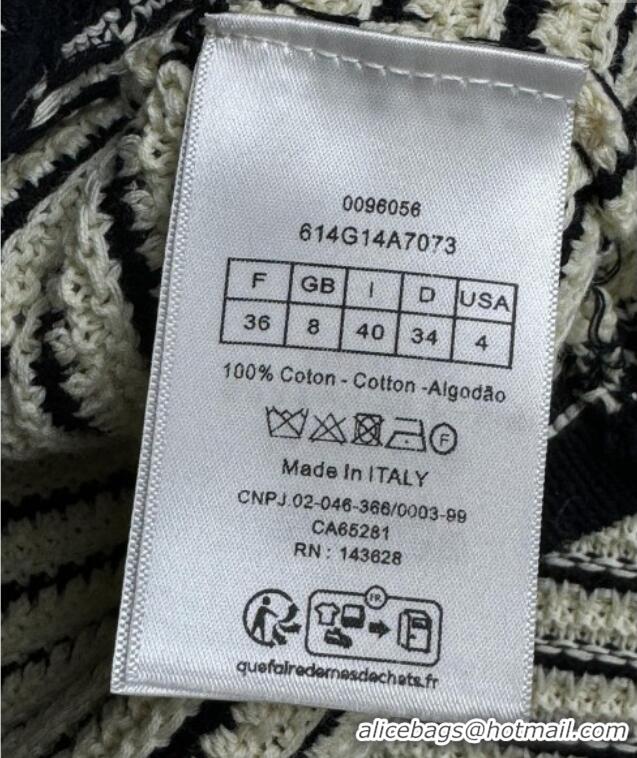 0096056
614G14A7073
F GB I D USA
36 8 40 34 4
100% Coton - Cotton -Algodão
F
Made In ITALY
CNPJ.02-046-366/0003-99
CA65281
RN : 143628
FR
quefairedemesdechets.fr
alicebags@hotmail.com